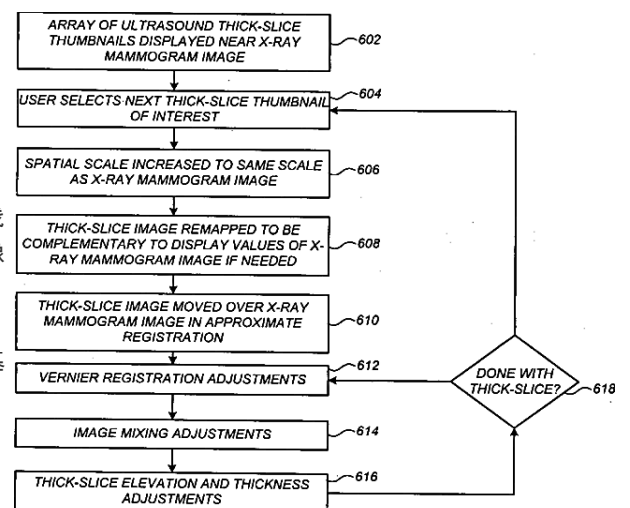 ARRAY OF ULTRASOUND THICK-SLICE
THUMBNAILS DISPLAYED NEAR X-RAY
MAMMOGRAM IMAGE
602
USER SELECTS NEXT THICK-SLICE THUMBNAIL
OF INTEREST
604
SPATIAL SCALE INCREASED TO SAME SCALE
AS X-RAY MAMMOGRAM IMAGE
606
THICK-SLICE IMAGE REMAPPED TO BE
COMPLEMENTARY TO DISPLAY VALUES OF X-
RAY MAMMOGRAM IMAGE IF NEEDED
608
THICK-SLICE IMAGE MOVED OVER X-RAY
MAMMOGRAM IMAGE IN APPROXIMATE
REGISTRATION
610
VERNIER REGISTRATION ADJUSTMENTS
612
IMAGE MIXING ADJUSTMENTS
614
THICK-SLICE ELEVATION AND THICKNESS
ADJUSTMENTS
616
DONE WITH
THICK-SLICE?
618